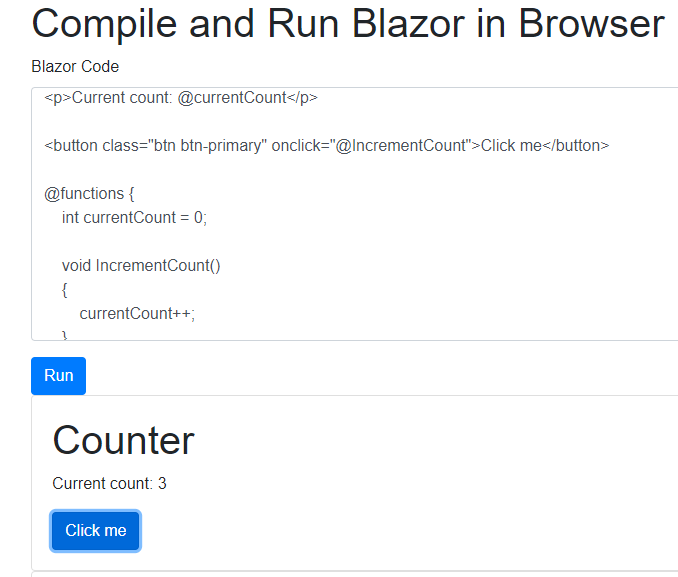 Compile and Run Blazor in Browser
Blazor Code
<p>Current count: @currentCount</p>
<button class="btn btn-primary" onclick="@IncrementCount">Click me</button>
@functions {
int currentCount = 0;
void IncrementCount()
{
currentCount++;
}
Run
Counter
Current count: 3
Click me